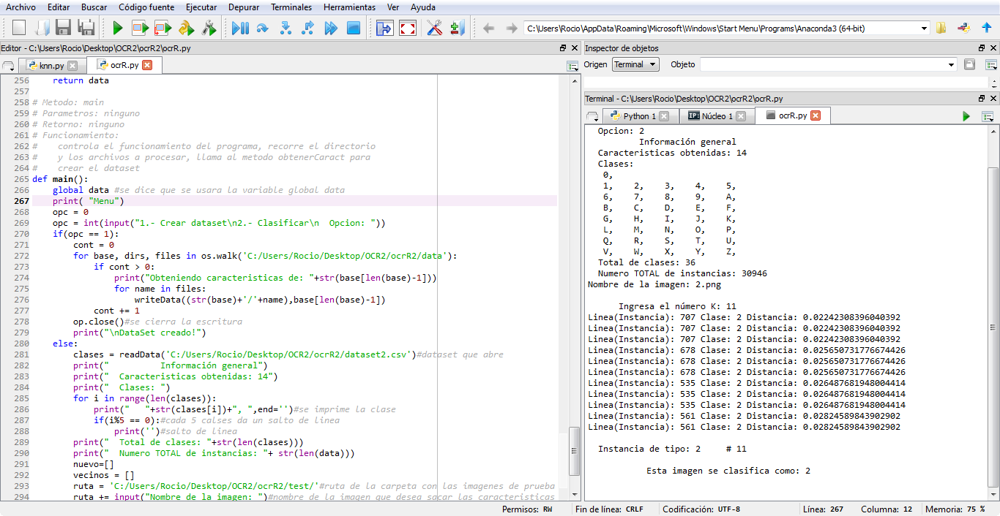 Archivo Editar Buscar Código fuente Ejecutar Depurar Terminales Herramientas Ver Ayuda
C:\Users\Rocio\AppData\Roaming\Microsoft\Windows\Start Menu\Programs\Anaconda3 (64-bit)
Editor - C:\Users\Rocio\Desktop\OCR2\ocrR2\ocrR.py
knn.py ocrR.py
256     return data
257
258 # Metodo: main
259 # Parametros: ninguno
260 # Retorno: ninguno
261 # Funcionamiento:
262 #    controla el funcionamiento del programa, recorre el directorio
263 #    y los archivos a procesar, llama al metodo obtenerCaract para
264 #    crear el dataset
265 def main():
266     global data #se dice que se usara la variable global data
267     print( "Menu")
268     opc = 0
269     opc = int(input("1.- Crear dataset\n2.- Clasificar\n  Opcion: "))
270     if(opc == 1):
271         cont = 0
272         for base, dirs, files in os.walk('C:/Users/Rocio/Desktop/OCR2/ocrR2/data'):
273             if cont > 0:
274                 print("Obteniendo caracteristicas de: "+str(base[len(base)-1]))
275                 for name in files:
276                     writeData((str(base)+'/'+name),base[len(base)-1])
277             cont += 1
278         op.close()#se cierra la escritura
279         print("\nDataSet creado!")
280     else:
281         clases = readData('C:/Users/Rocio/Desktop/OCR2/ocrR2/dataset2.csv')#dataset que abre
282         print("        Información general")
283         print("  Caracteristicas obtenidas: 14")
284         print("  Clases: ")
285         for i in range(len(clases)):
286             print("   "+str(clases[i])+", ",end='')#se imprime la clase
287             if(i%5 == 0):#cada 5 calses da un salto de linea
288                 print('')#salto de linea
289         print("  Total de clases: "+str(len(clases)))
290         print("  Numero TOTAL de instancias: "+ str(len(data)))
291         nuevo=[]
292         vecinos = []
293         ruta = 'C:/Users/Rocio/Desktop/OCR2/ocrR2/test/'#ruta de la carpeta con las imagenes de prueba
294         ruta += input("Nombre de la imagen: ")#nombre de la imagen que desea sacar las caracteristicas
Inspector de objetos
Origen Terminal Objeto
Terminal - C:\Users\Rocio\Desktop\OCR2\ocrR2\ocrR.py
Python 1 IP: Núcleo 1 ocrR.py
Opcion: 2
Información general
Caracteristicas obtenidas: 14
Clases:
0,
1, 2, 3, 4, 5,
6, 7, 8, 9, A,
B, C, D, E, F,
G, H, I, J, K,
L, M, N, O, P,
Q, R, S, T, U,
V, W, X, Y, Z,
Total de clases: 36
Numero TOTAL de instancias: 30946
Nombre de la imagen: 2.png
Ingresa el número K: 11
Linea(Instancia): 707 Clase: 2 Distancia: 0.02242308396040392
Linea(Instancia): 707 Clase: 2 Distancia: 0.02242308396040392
Linea(Instancia): 707 Clase: 2 Distancia: 0.02242308396040392
Linea(Instancia): 678 Clase: 2 Distancia: 0.025650731776674426
Linea(Instancia): 678 Clase: 2 Distancia: 0.025650731776674426
Linea(Instancia): 678 Clase: 2 Distancia: 0.025650731776674426
Linea(Instancia): 535 Clase: 2 Distancia: 0.026487681948004414
Linea(Instancia): 535 Clase: 2 Distancia: 0.026487681948004414
Linea(Instancia): 535 Clase: 2 Distancia: 0.026487681948004414
Linea(Instancia): 561 Clase: 2 Distancia: 0.02824589843902902
Linea(Instancia): 561 Clase: 2 Distancia: 0.02824589843902902
Instancia de tipo: 2     # 11
Esta imagen se clasifica como: 2
Permisos: RW Fin de línea: CRLF Codificación: UTF-8 Línea: 267 Columna: 12 Memoria: 75 %